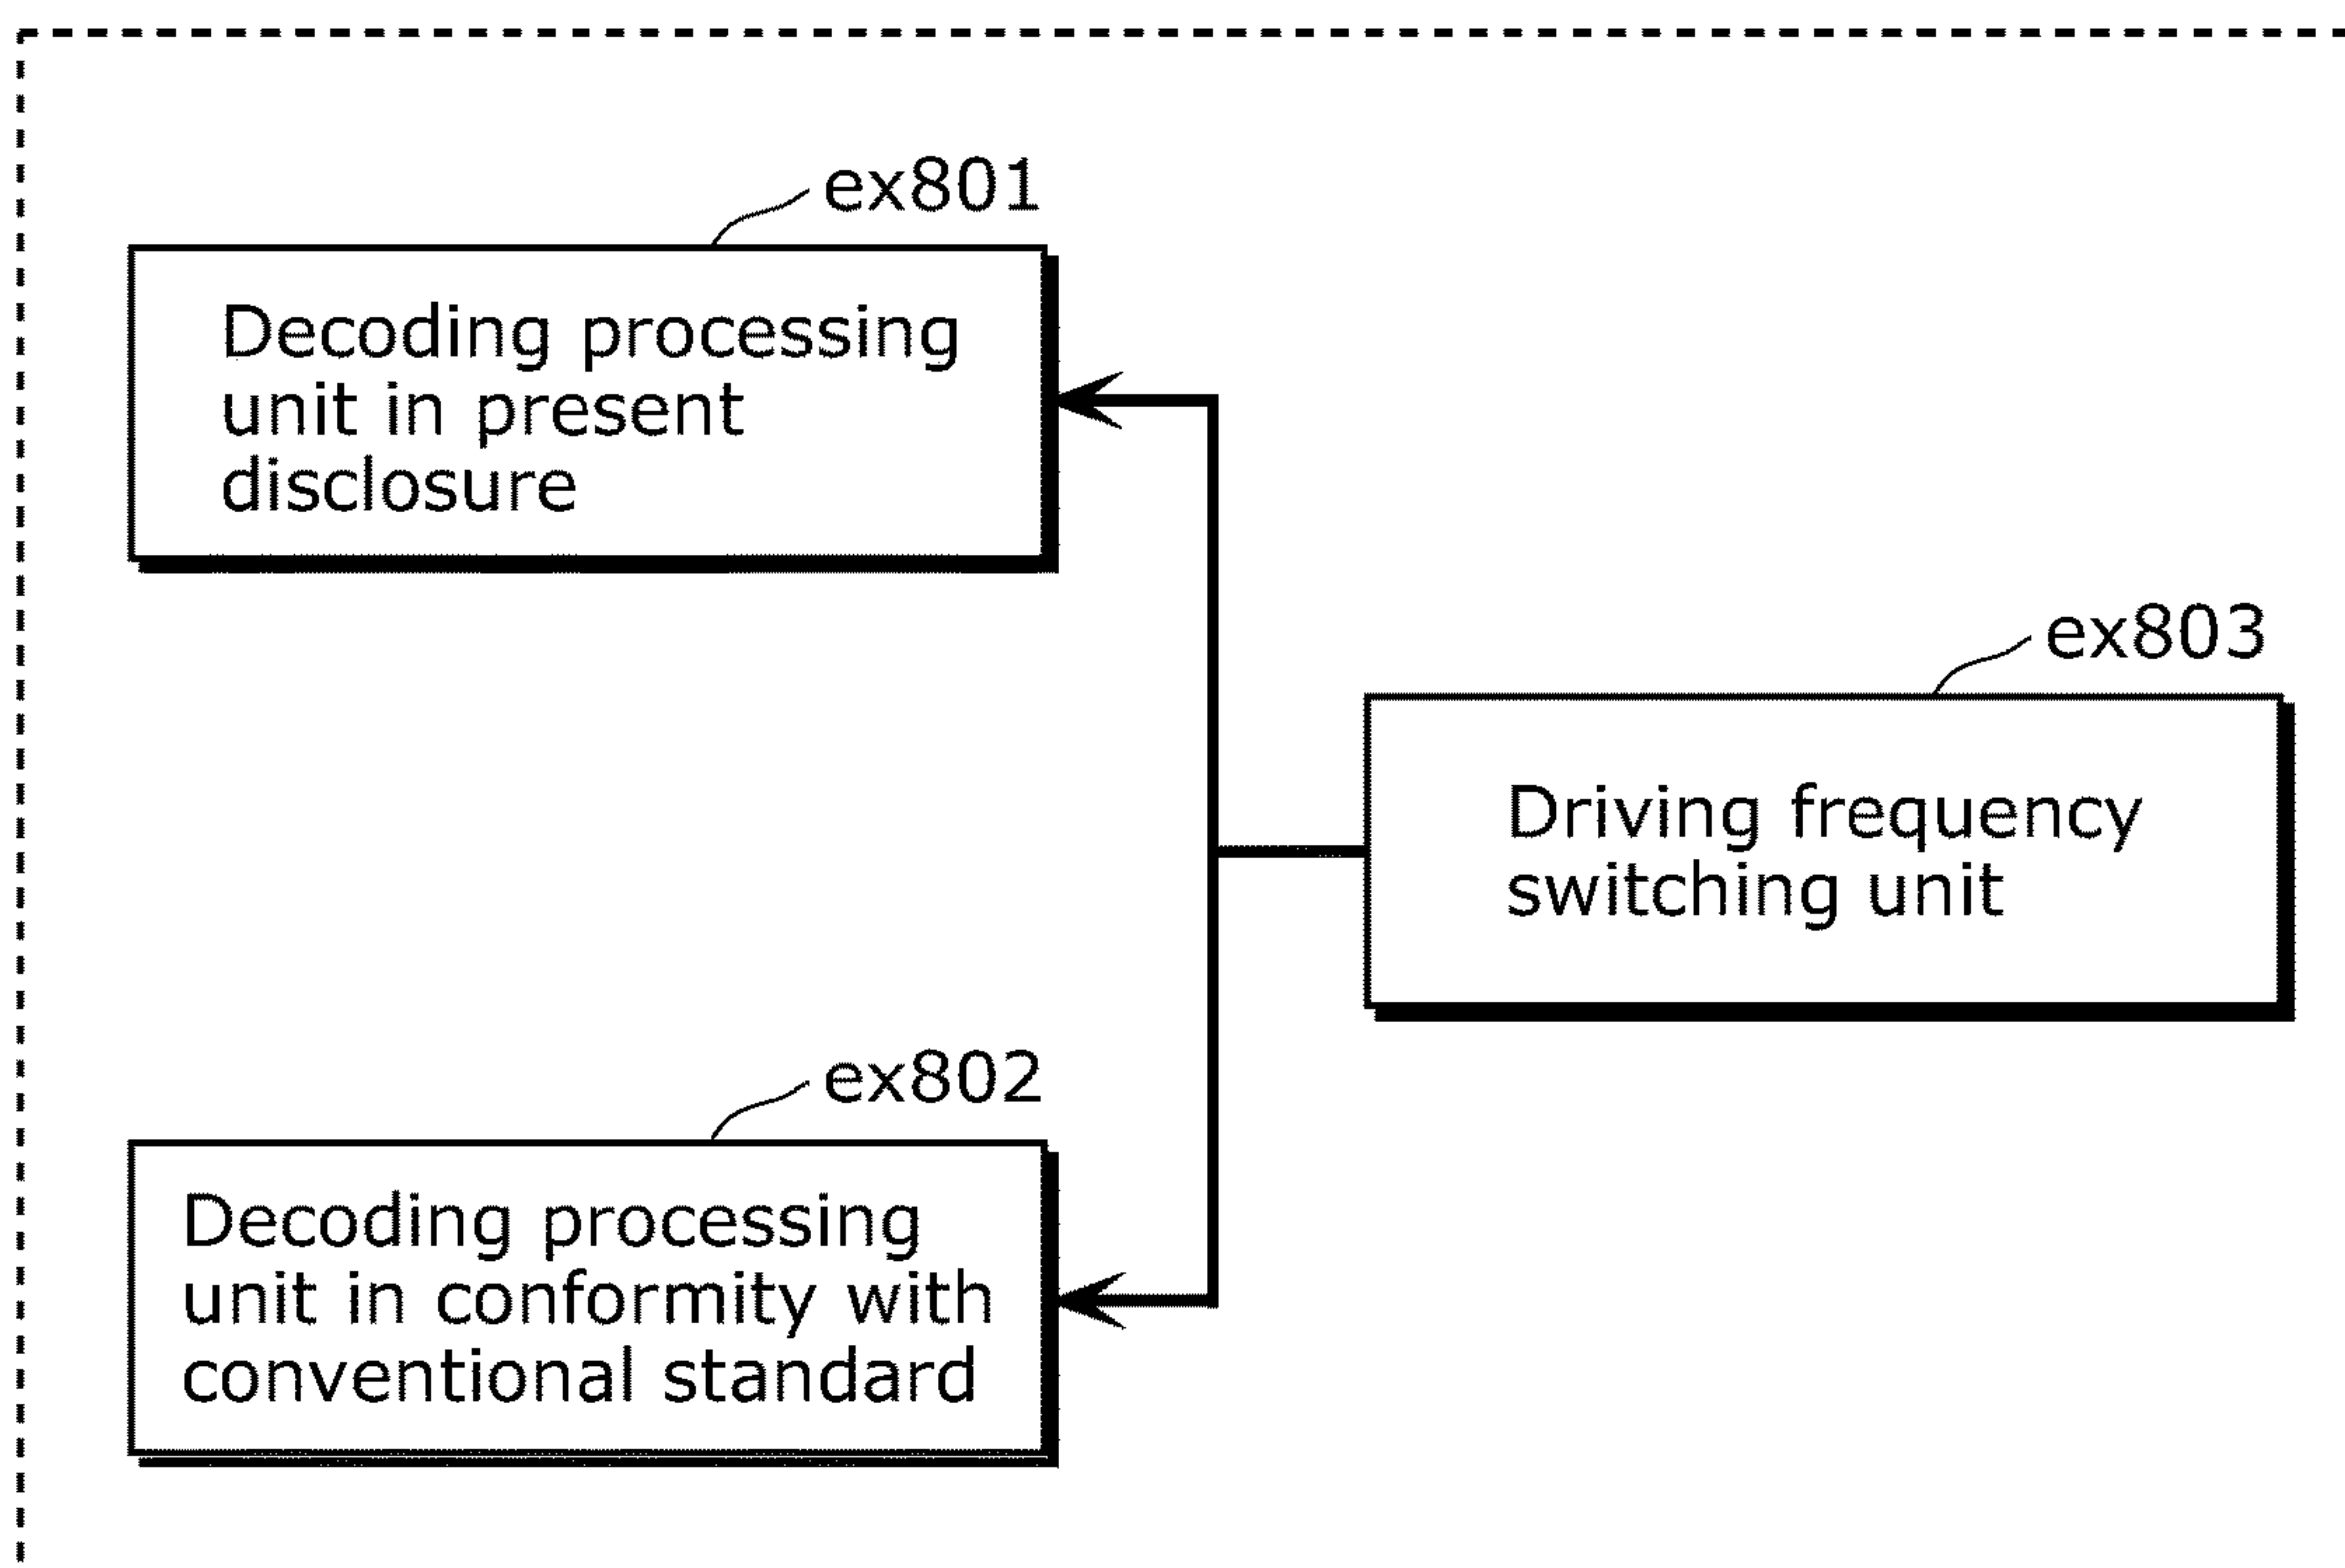 ex801
Decoding processing
unit in present
disclosure
ex803
Driving frequency
switching unit
ex802
Decoding processing
unit in conformity with
conventional standard